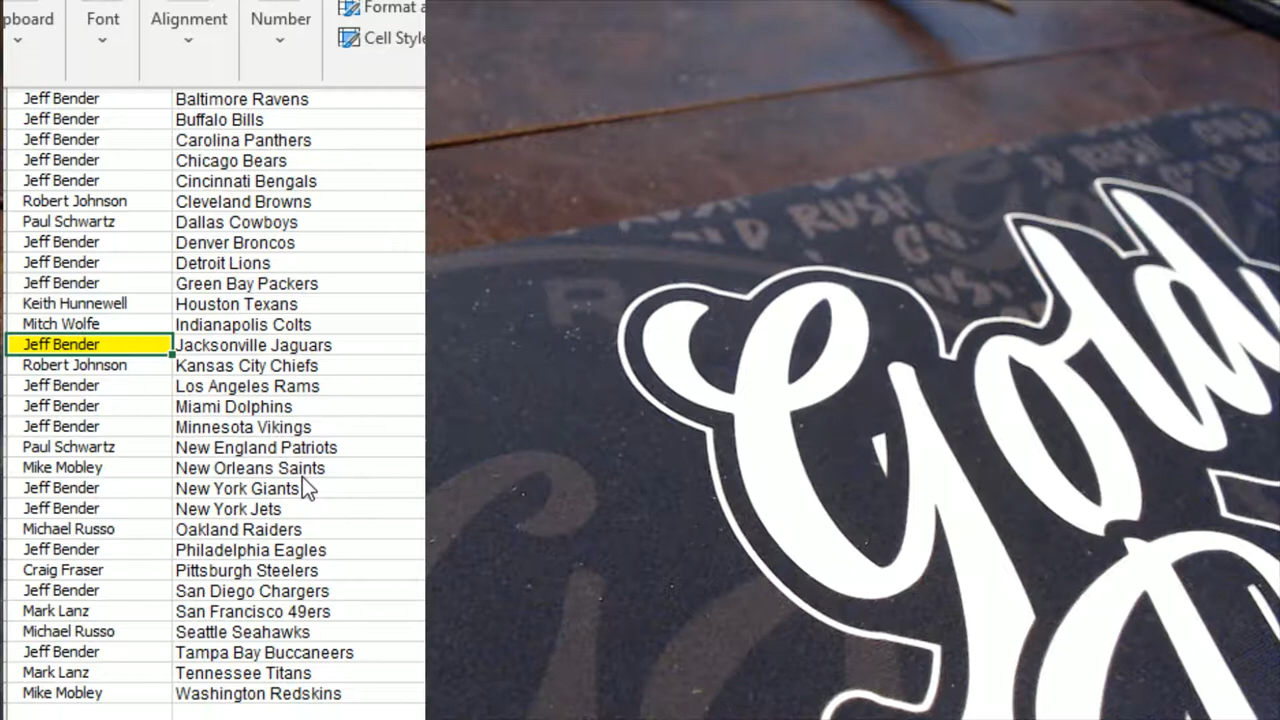 pboard Font Alignment Number Format a
Cell Style
Jeff Bender Baltimore Ravens
Jeff Bender Buffalo Bills
Jeff Bender Carolina Panthers
Jeff Bender Chicago Bears
Jeff Bender Cincinnati Bengals
Robert Johnson Cleveland Browns
Paul Schwartz Dallas Cowboys
Jeff Bender Denver Broncos
Jeff Bender Detroit Lions
Jeff Bender Green Bay Packers
Keith Hunnewell Houston Texans
Mitch Wolfe Indianapolis Colts
Jeff Bender Jacksonville Jaguars
Robert Johnson Kansas City Chiefs
Jeff Bender Los Angeles Rams
Jeff Bender Miami Dolphins
Jeff Bender Minnesota Vikings
Paul Schwartz New England Patriots
Mike Mobley New Orleans Saints
Jeff Bender New York Giants
Jeff Bender New York Jets
Michael Russo Oakland Raiders
Jeff Bender Philadelphia Eagles
Craig Fraser Pittsburgh Steelers
Jeff Bender San Diego Chargers
Mark Lanz San Francisco 49ers
Michael Russo Seattle Seahawks
Jeff Bender Tampa Bay Buccaneers
Mark Lanz Tennessee Titans
Mike Mobley Washington Redskins
RUSH
D RUSH
CO.
Gold